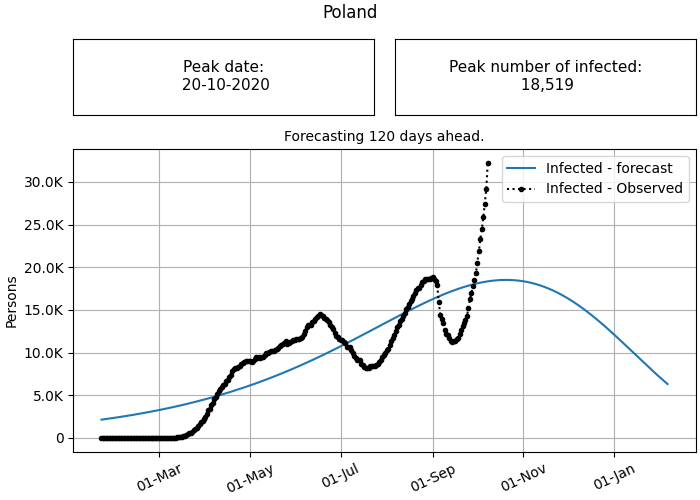 Poland
Peak date:
20-10-2020
Peak number of infected:
18,519
Forecasting 120 days ahead.
Infected - forecast
Infected - Observed
30.0K
25.0K
20.0K
15.0K
10.0K
5.0K
0
Persons
01-Mar
01-May
01-Jul
01-Sep
01-Nov
01-Jan